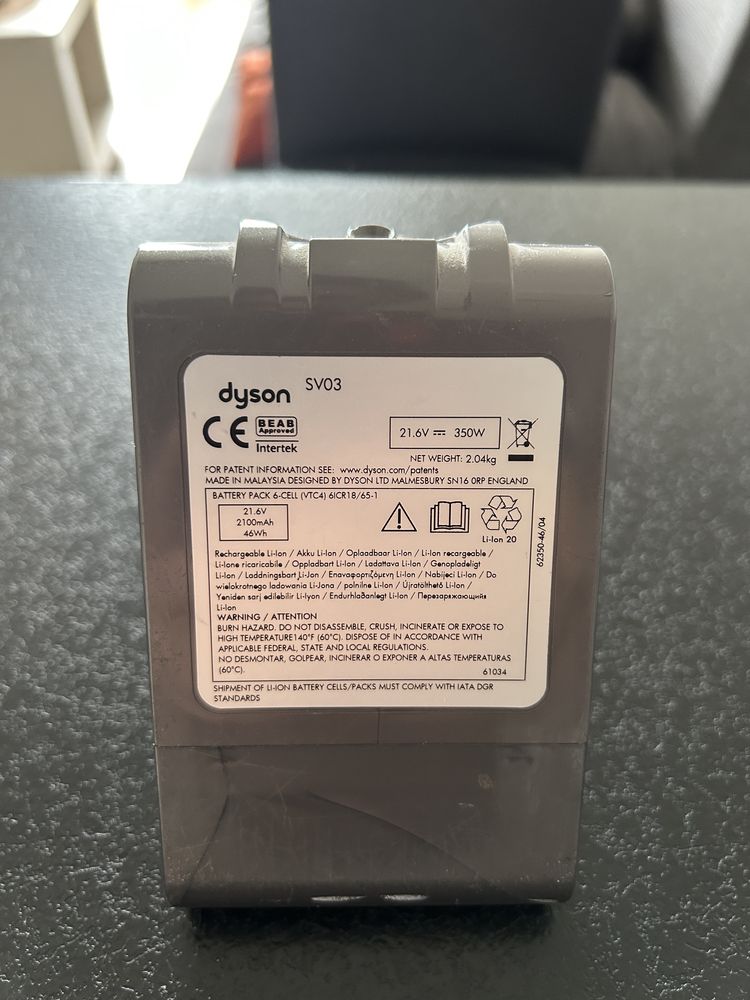 dyson SV03
CE BEAB Approved Intertek
21.6V 350W
NET WEIGHT: 2.04kg
FOR PATENT INFORMATION SEE: www.dyson.com/patents
MADE IN MALAYSIA DESIGNED BY DYSON LTD MALMESBURY SN16 0RP ENGLAND
BATTERY PACK 6-CELL (VTC4) 6ICR18/65-1
21.6V
2100mAh
46Wh
Li-Ion 20
62350-46/04
Rechargeable Li-Ion / Akku Li-Ion / Oplaadbaar Li-Ion / Li-Ion recargeable /
Li-Ione ricaricabile / Oppladbart Li-Ion / Ladattava Li-Ion / Genopladeligt
Li-Ion / Laddningsbart Li-Jon / Επαναφορτιζόμενη Li-Ion / Nabijecí Li-Ion / Do
wielokrotnego ladowania Li-Jona / polnilne Li-Ion / Újratölthető Li-Ion /
Yeniden sarj edilebilir Li-Iyon / Endurhlaðanlegt Li-Ion / Перезаряжающийся
Li-Ion
WARNING / ATTENTION
BURN HAZARD. DO NOT DISASSEMBLE, CRUSH, INCINERATE OR EXPOSE TO
HIGH TEMPERATURE140°F (60°C). DISPOSE OF IN ACCORDANCE WITH
APPLICABLE FEDERAL, STATE AND LOCAL REGULATIONS.
NO DESMONTAR, GOLPEAR, INCINERAR O EXPONER A ALTAS TEMPERATURAS
(60°C).
61034
SHIPMENT OF LI-ION BATTERY CELLS/PACKS MUST COMPLY WITH IATA DGR
STANDARDS